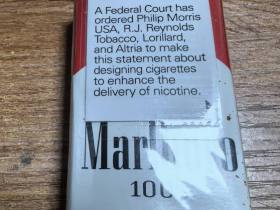 A Federal Court has
ordered Philip Morris
USA, R.J. Reynolds
Tobacco, Lorillard,
and Altria to make
this statement about
designing cigarettes
to enhance the
delivery of nicotine.